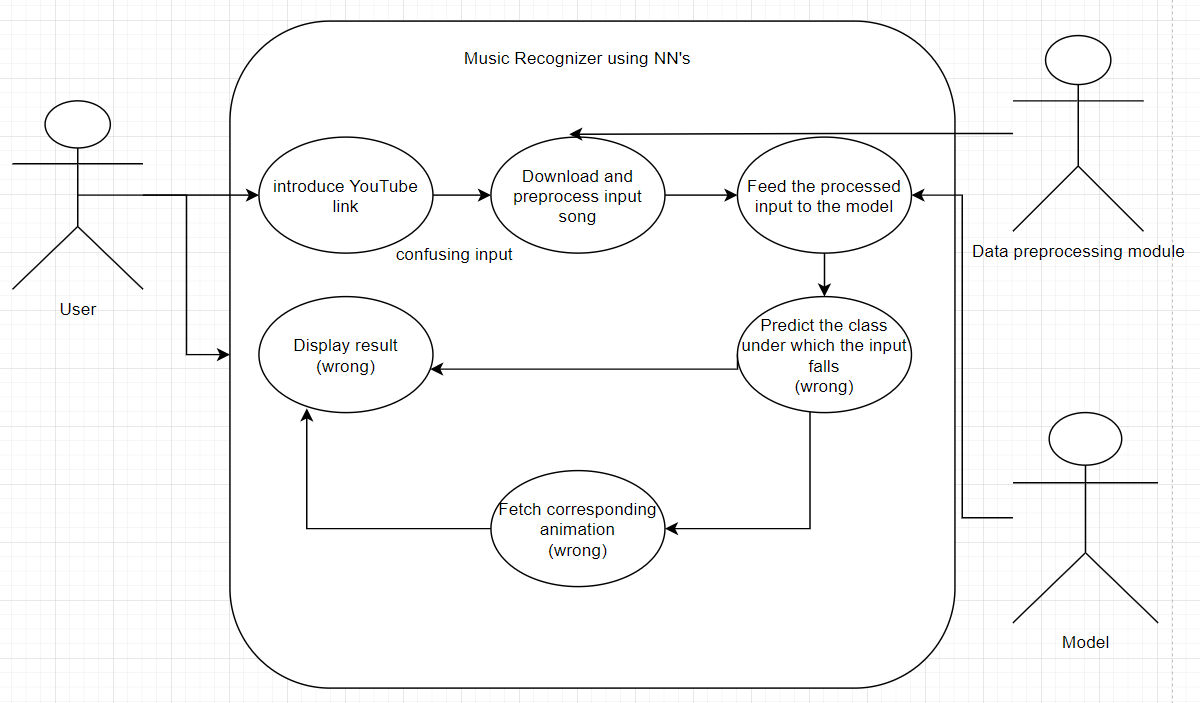 Music Recognizer using NN's
introduce YouTube
link
Download and
preprocess input
song
Feed the processed
input to the model
confusing input
Data preprocessing module
User
Display result
(wrong)
Predict the class
under which the input
falls
(wrong)
Fetch corresponding
animation
(wrong)
Model